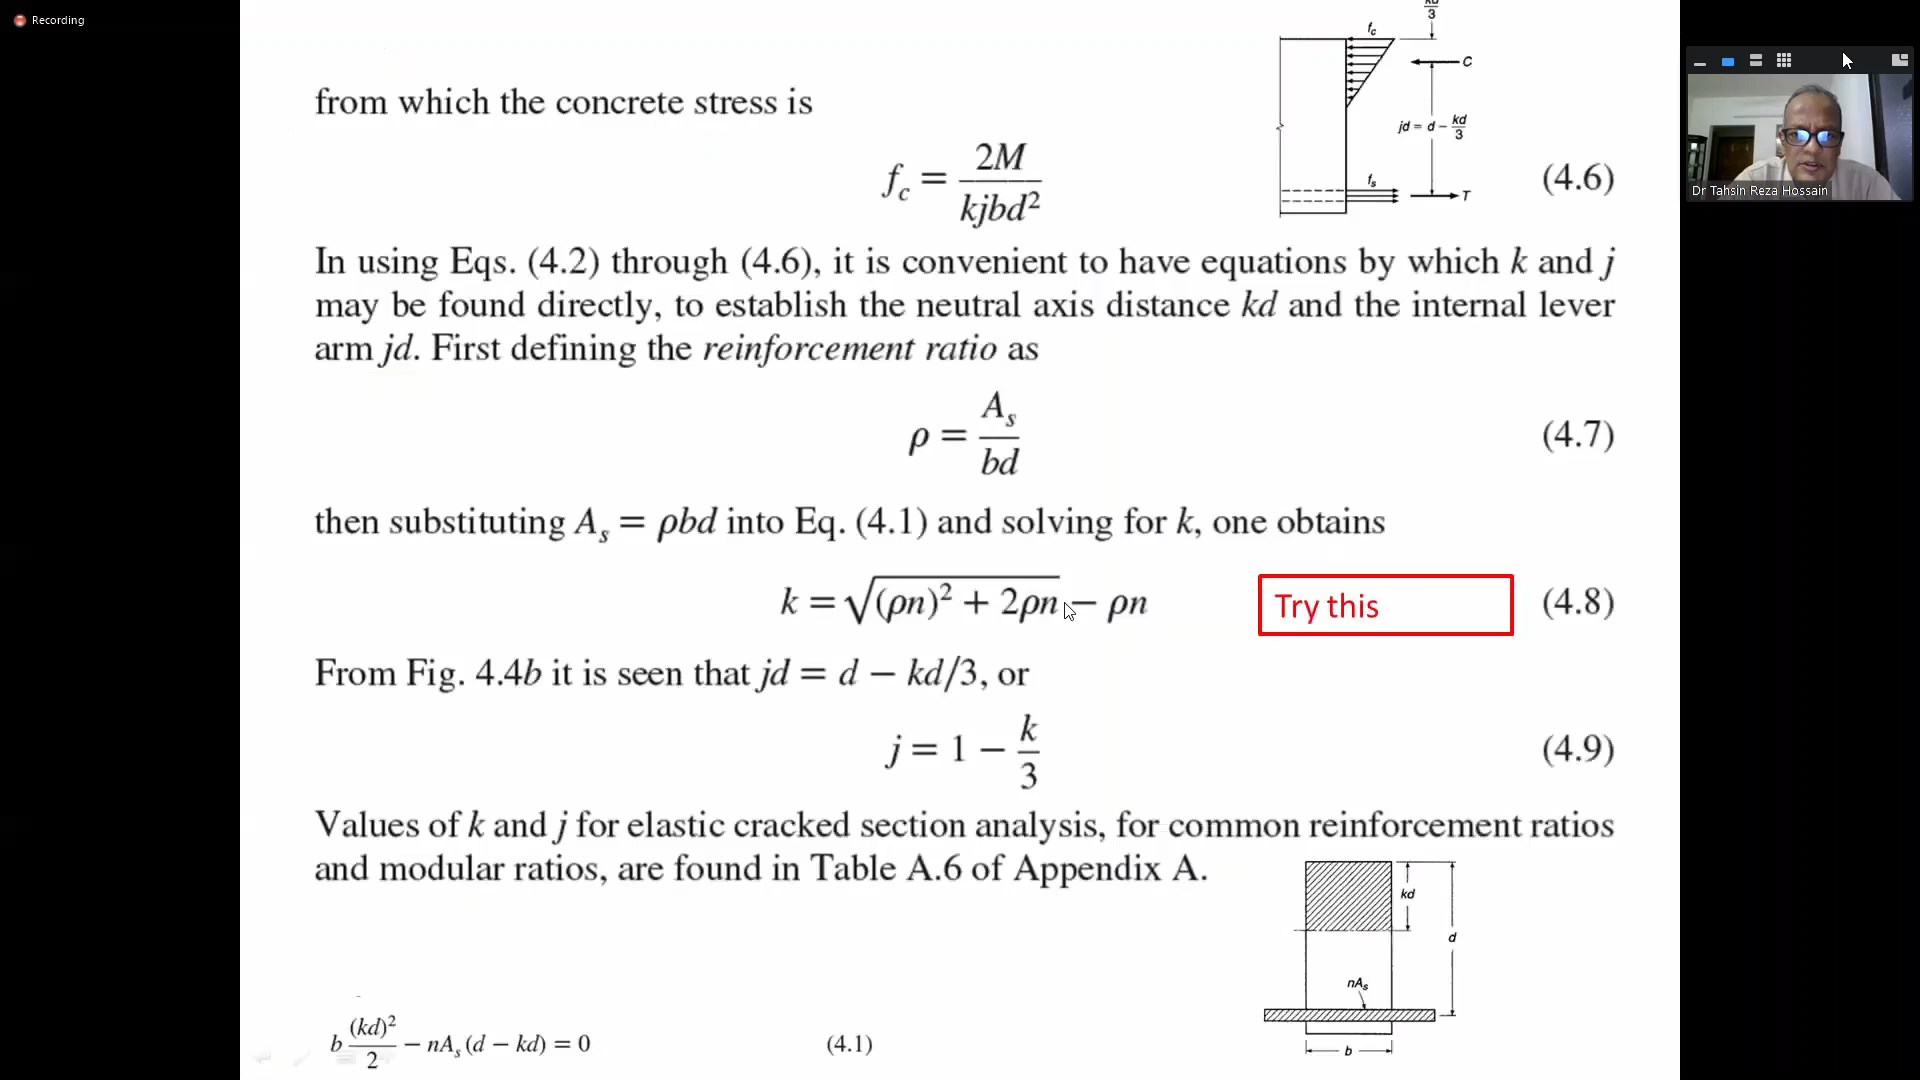 Recording
kd/3
f_c
C
from which the concrete stress is
jd = d − kd/3
f_c = 2M / kjbd² (4.6)
f_s
T
Dr Tahsin Reza Hossain
In using Eqs. (4.2) through (4.6), it is convenient to have equations by which k and j
may be found directly, to establish the neutral axis distance kd and the internal lever
arm jd. First defining the reinforcement ratio as
ρ = A_s / bd (4.7)
then substituting A_s = ρbd into Eq. (4.1) and solving for k, one obtains
k = √((ρn)² + 2ρn) − ρn Try this (4.8)
From Fig. 4.4b it is seen that jd = d − kd/3, or
j = 1 − k/3 (4.9)
Values of k and j for elastic cracked section analysis, for common reinforcement ratios
and modular ratios, are found in Table A.6 of Appendix A.
kd
d
nA_s
b
b (kd)²/2 − nA_s (d − kd) = 0 (4.1)